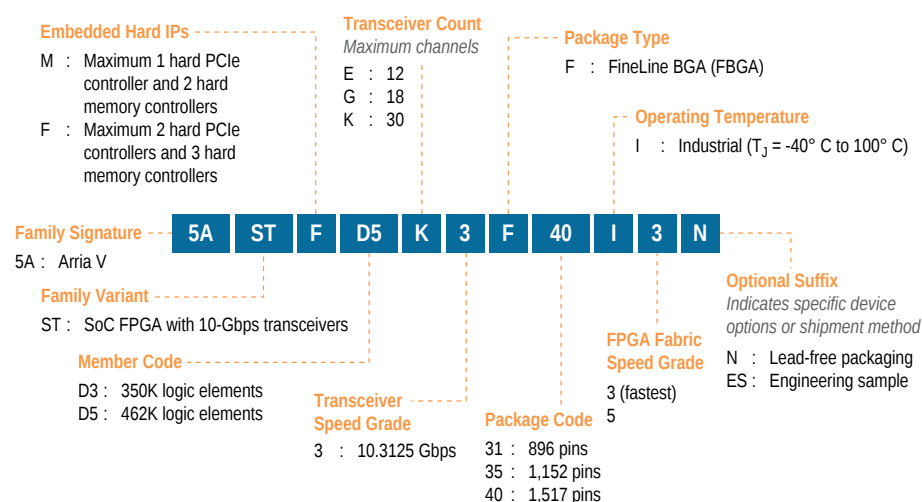 Embedded Hard IPs
M : Maximum 1 hard PCIe
controller and 2 hard
memory controllers
F : Maximum 2 hard PCIe
controllers and 3 hard
memory controllers
Transceiver Count
Maximum channels
E : 12
G : 18
K : 30
Package Type
F : FineLine BGA (FBGA)
Operating Temperature
I : Industrial (TJ = -40° C to 100° C)
5A ST F D5 K 3 F 40 I 3 N
Family Signature
5A : Arria V
Family Variant
ST : SoC FPGA with 10-Gbps transceivers
Member Code
D3 : 350K logic elements
D5 : 462K logic elements
Transceiver
Speed Grade
3 : 10.3125 Gbps
Package Code
31 : 896 pins
35 : 1,152 pins
40 : 1,517 pins
FPGA Fabric
Speed Grade
3 (fastest)
5
Optional Suffix
Indicates specific device
options or shipment method
N : Lead-free packaging
ES : Engineering sample